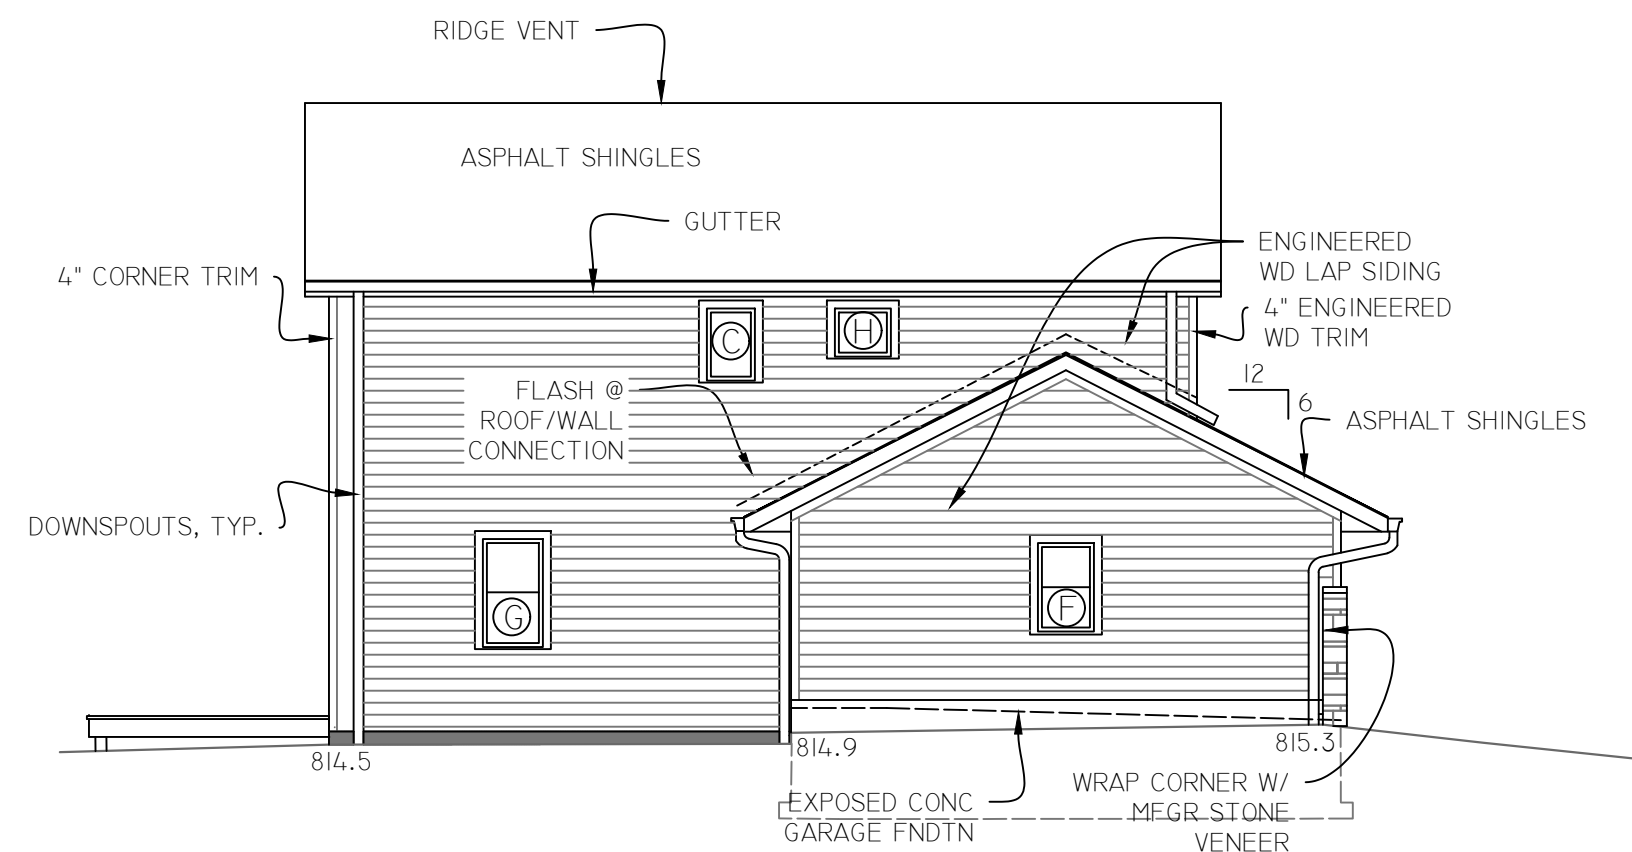 RIDGE VENT
ASPHALT SHINGLES
GUTTER
4" CORNER TRIM
ENGINEERED
WD LAP SIDING
4" ENGINEERED
WD TRIM
C
H
12
6
FLASH @
ROOF/WALL
CONNECTION
ASPHALT SHINGLES
DOWNSPOUTS, TYP.
G
F
814.5
814.9
815.3
EXPOSED CONC
GARAGE FNDTN
WRAP CORNER W/
MFGR STONE
VENEER